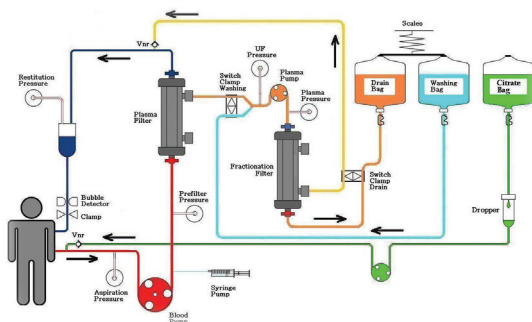 Scales
Vnr
UF
Pressure
Switch
Clamp
Washing
Plasma
Pump
Restitution
Pressure
Plasma
Filter
Plasma
Pressure
Drain
Bag
Washing
Bag
Citrate
Bag
Fractionation
Filter
Switch
Clamp
Drain
Bubble
Detector
Clamp
Prefilter
Pressure
Dropper
Vnr
Aspiration
Pressure
Syringe
Pump
Blood
Pump